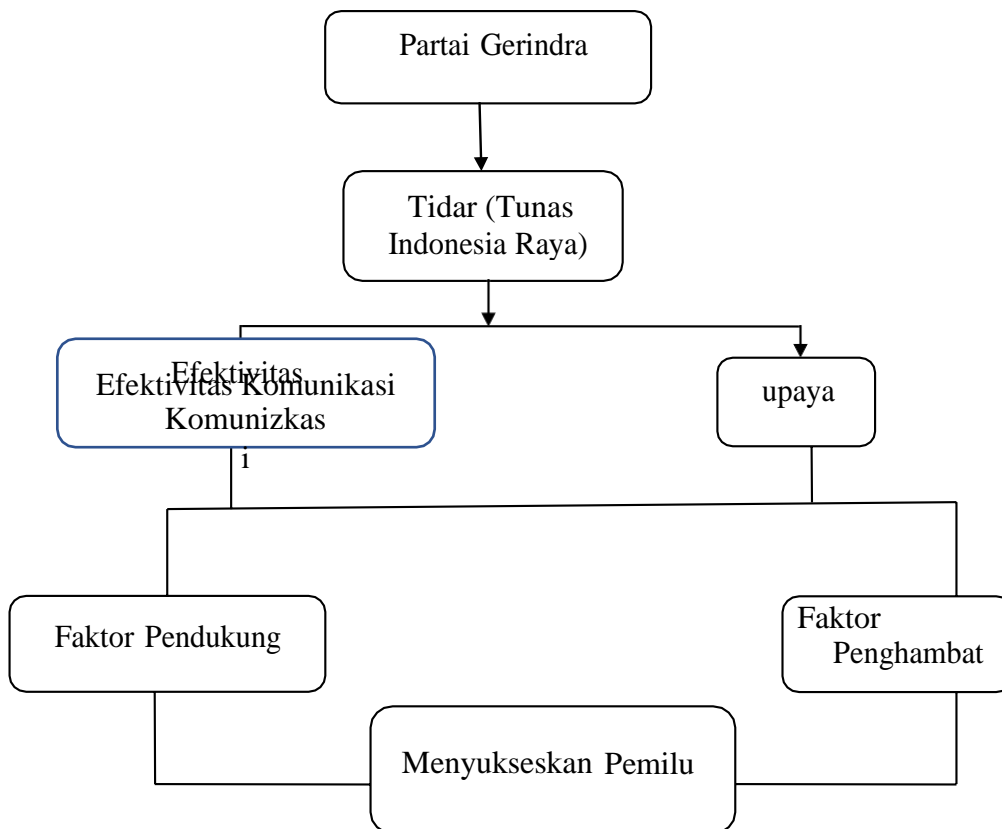 Partai Gerindra
Tidar (Tunas
Indonesia Raya)
Efektivitas
Efektivitas Komunikasi
Komunizkas
i
upaya
Faktor Pendukung
Faktor
Penghambat
Menyukseskan Pemilu